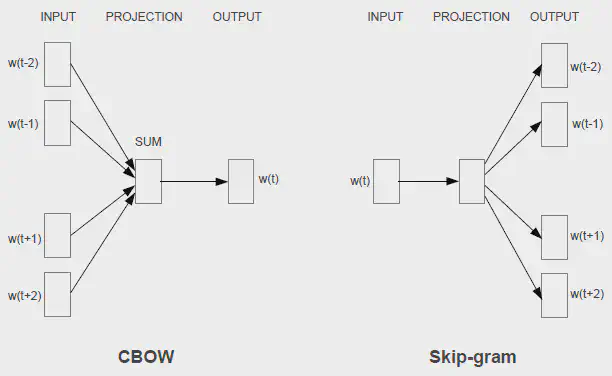 INPUT PROJECTION OUTPUT
w(t-2)
w(t-1)
SUM
w(t)
w(t+1)
w(t+2)
CBOW
INPUT PROJECTION OUTPUT
w(t-2)
w(t-1)
w(t)
w(t+1)
w(t+2)
Skip-gram